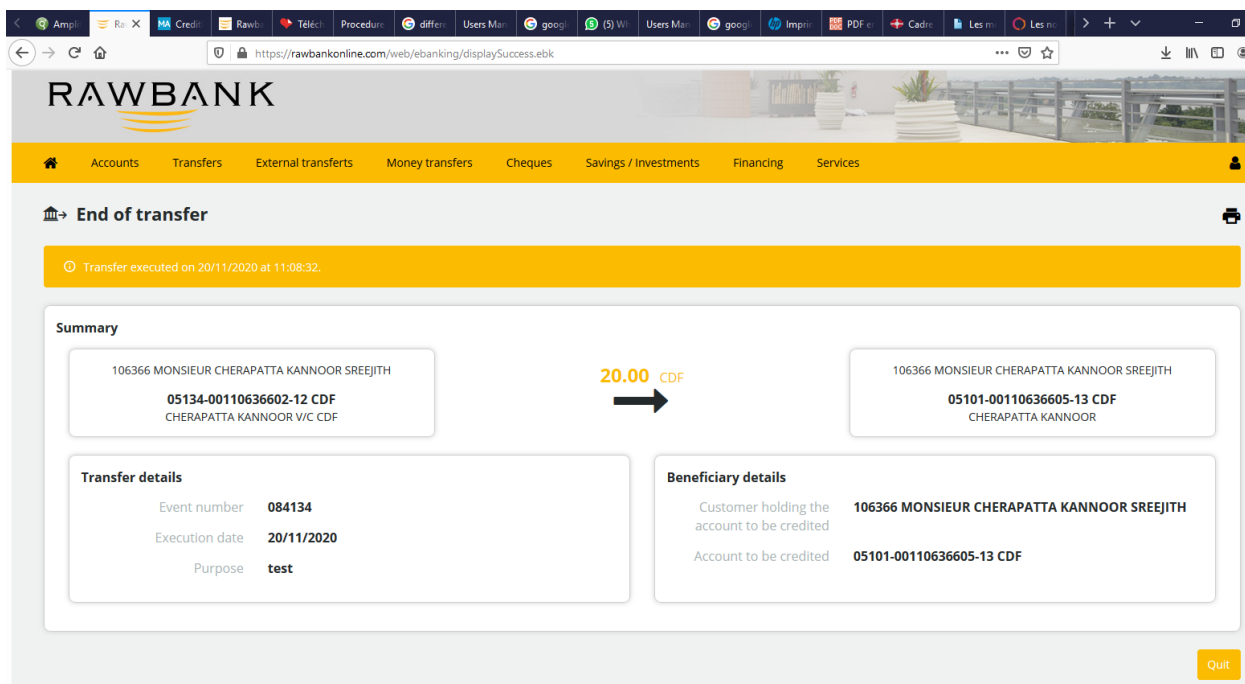 Ampli
Ra
MA Credit
Rawba
Téléch
Procedure
differe
Users Man
googl
(5) Wh
Users Man
googl
Imprim
PDF en
Cadre
Les m
Les no
https://rawbankonline.com/web/ebanking/displaySuccess.ebk
RAWBANK
Accounts Transfers External transferts Money transfers Cheques Savings / Investments Financing Services
End of transfer
Transfer executed on 20/11/2020 at 11:08:32.
Summary
106366 MONSIEUR CHERAPATTA KANNOOR SREEJITH
05134-00110636602-12 CDF
CHERAPATTA KANNOOR V/C CDF
20.00 CDF
106366 MONSIEUR CHERAPATTA KANNOOR SREEJITH
05101-00110636605-13 CDF
CHERAPATTA KANNOOR
Transfer details
Event number 084134
Execution date 20/11/2020
Purpose test
Beneficiary details
Customer holding the
account to be credited
106366 MONSIEUR CHERAPATTA KANNOOR SREEJITH
Account to be credited 05101-00110636605-13 CDF
Quit